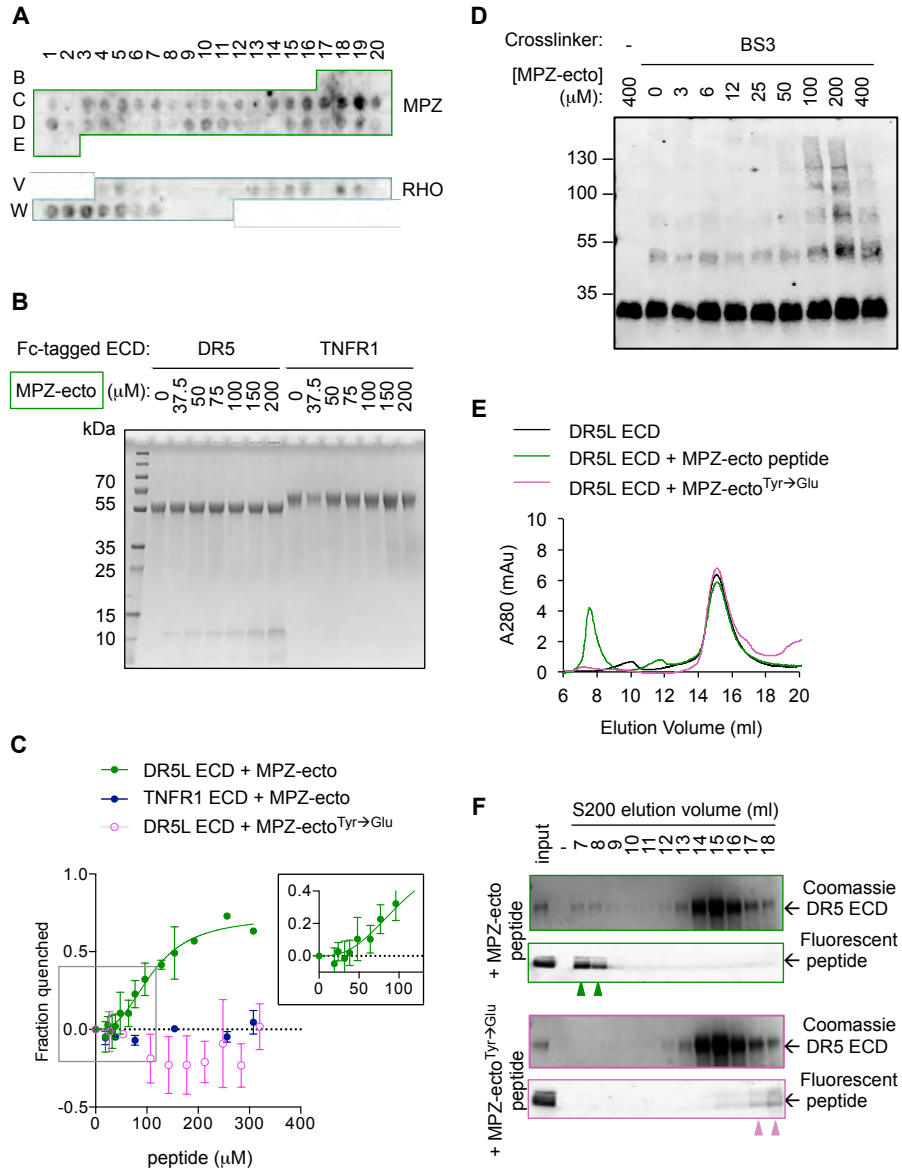 A
1 2 3 4 5 6 7 8 9 10 11 12 13 14 15 16 17 18 19 20
B
C
D
E
MPZ
V
W
RHO
B
Fc-tagged ECD: DR5 TNFR1
MPZ-ecto (μM): 0 37.5 50 75 100 150 200 0 37.5 50 75 100 150 200
kDa
70
55
35
25
15
10
C
DR5L ECD + MPZ-ecto
TNFR1 ECD + MPZ-ecto
DR5L ECD + MPZ-ectoTyr→Glu
Fraction quenched
1.0
0.5
0.0
-0.5
0 100 200 300 400
peptide (μM)
0.4
0.2
0.0
0 50 100
D
Crosslinker: - BS3
[MPZ-ecto]
(μM):
400 0 3 6 12 25 50 100 200 400
130
100
55
35
E
DR5L ECD
DR5L ECD + MPZ-ecto peptide
DR5L ECD + MPZ-ectoTyr→Glu
A280 (mAu)
10
8
6
4
2
0
6 8 10 12 14 16 18 20
Elution Volume (ml)
F
S200 elution volume (ml)
input - 7 8 9 10 11 12 13 14 15 16 17 18
+ MPZ-ecto
peptide
Coomassie
←DR5 ECD
Fluorescent
←peptide
+ MPZ-ectoTyr→Glu
peptide
Coomassie
←DR5 ECD
Fluorescent
←peptide